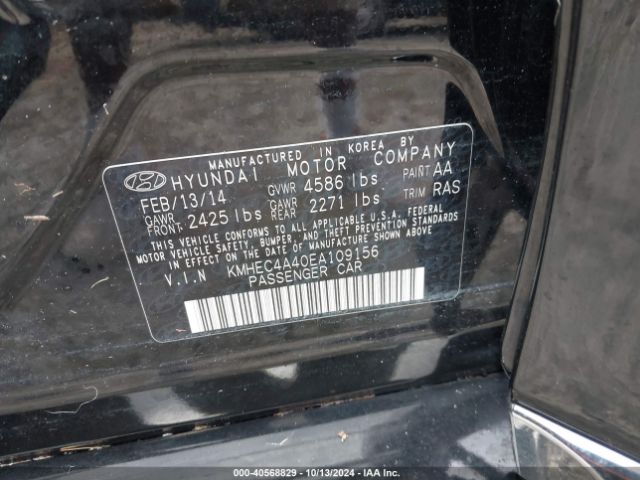 MANUFACTURED IN KOREA BY
HYUNDAI MOTOR COMPANY
FEB/13/14 GVWR 4586 lbs PAINT AA
GAWR FRONT 2425 lbs GAWR REAR 2271 lbs TRIM RAS
THIS VEHICLE CONFORMS TO ALL APPLICABLE U.S.A. FEDERAL
MOTOR VEHICLE SAFETY, BUMPER, AND THEFT PREVENTION STANDARDS
IN EFFECT ON THE DATE OF MANUFACTURE SHOWN ABOVE
V.I.N KMHEC4A40EA109156
PASSENGER CAR
000-40568829 - 10/13/2024 - IAA Inc.